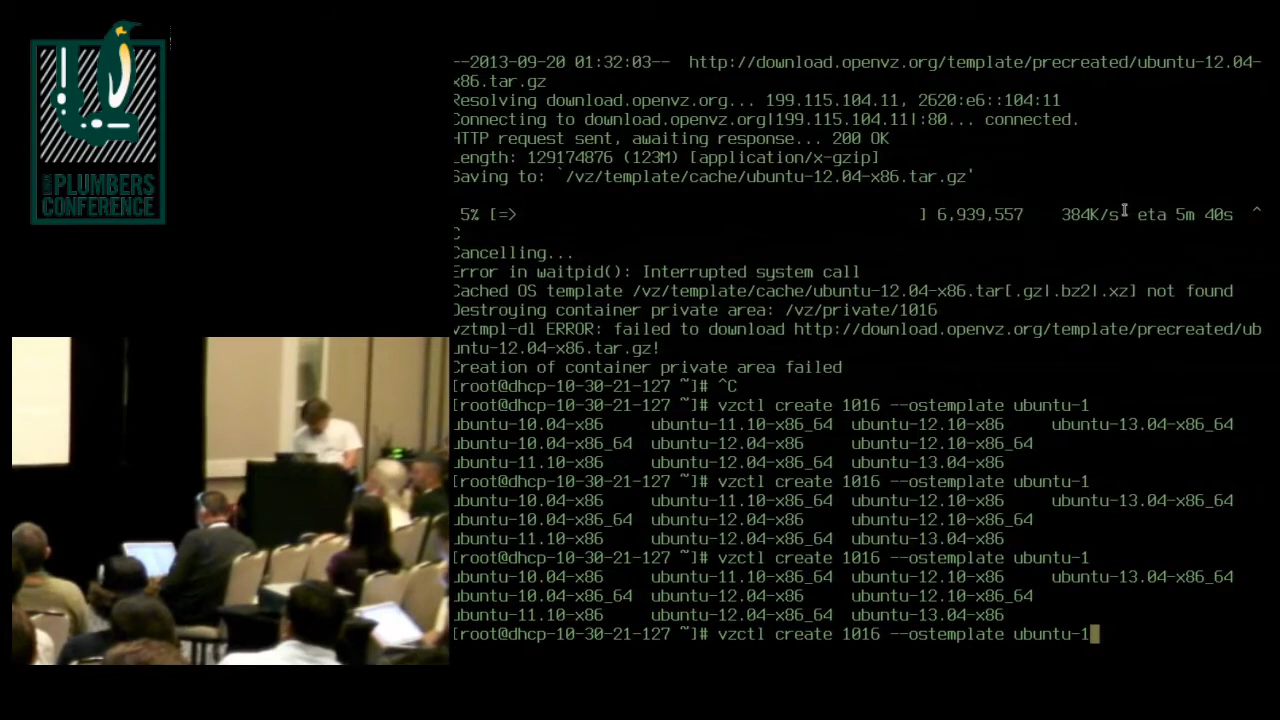 LINUX
PLUMBERS
CONFERENCE
--2013-09-20 01:32:03--  http://download.openvz.org/template/precreated/ubuntu-12.04-
x86.tar.gz
Resolving download.openvz.org... 199.115.104.11, 2620:e6::104:11
Connecting to download.openvz.org|199.115.104.11|:80... connected.
HTTP request sent, awaiting response... 200 OK
Length: 129174876 (123M) [application/x-gzip]
Saving to: `/vz/template/cache/ubuntu-12.04-x86.tar.gz'
5% [=> ] 6,939,557 384K/s eta 5m 40s ^
C
Cancelling...
Error in waitpid(): Interrupted system call
Cached OS template /vz/template/cache/ubuntu-12.04-x86.tar[.gz|.bz2|.xz] not found
Destroying container private area: /vz/private/1016
vztmpl-dl ERROR: failed to download http://download.openvz.org/template/precreated/ub
untu-12.04-x86.tar.gz!
Creation of container private area failed
[root@dhcp-10-30-21-127 ~]# ^C
[root@dhcp-10-30-21-127 ~]# vzctl create 1016 --ostemplate ubuntu-1
ubuntu-10.04-x86     ubuntu-11.10-x86_64  ubuntu-12.10-x86     ubuntu-13.04-x86_64
ubuntu-10.04-x86_64  ubuntu-12.04-x86     ubuntu-12.10-x86_64
ubuntu-11.10-x86     ubuntu-12.04-x86_64  ubuntu-13.04-x86
[root@dhcp-10-30-21-127 ~]# vzctl create 1016 --ostemplate ubuntu-1
ubuntu-10.04-x86     ubuntu-11.10-x86_64  ubuntu-12.10-x86     ubuntu-13.04-x86_64
ubuntu-10.04-x86_64  ubuntu-12.04-x86     ubuntu-12.10-x86_64
ubuntu-11.10-x86     ubuntu-12.04-x86_64  ubuntu-13.04-x86
[root@dhcp-10-30-21-127 ~]# vzctl create 1016 --ostemplate ubuntu-1
ubuntu-10.04-x86     ubuntu-11.10-x86_64  ubuntu-12.10-x86     ubuntu-13.04-x86_64
ubuntu-10.04-x86_64  ubuntu-12.04-x86     ubuntu-12.10-x86_64
ubuntu-11.10-x86     ubuntu-12.04-x86_64  ubuntu-13.04-x86
[root@dhcp-10-30-21-127 ~]# vzctl create 1016 --ostemplate ubuntu-1